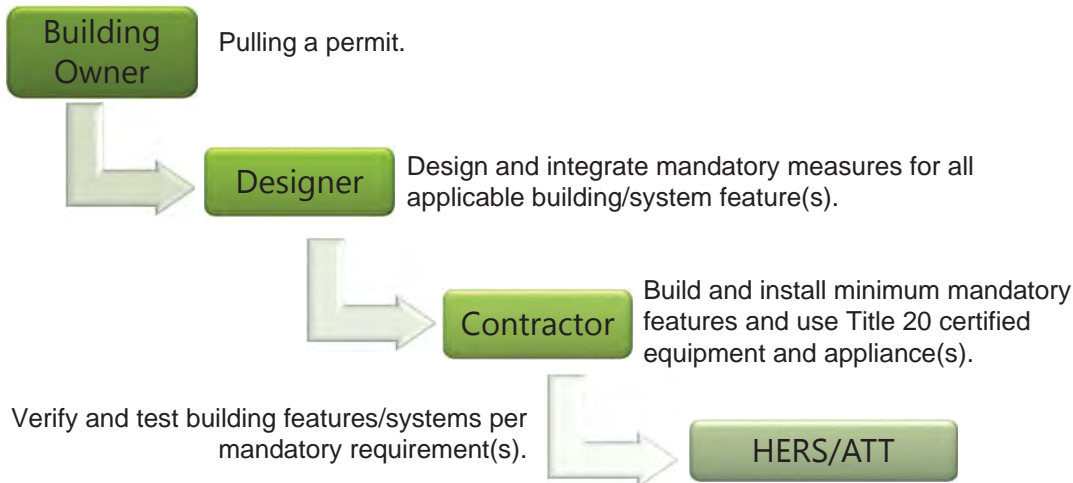 Building
Owner
Pulling a permit.
Designer
Design and integrate mandatory measures for all
applicable building/system feature(s).
Contractor
Build and install minimum mandatory
features and use Title 20 certified
equipment and appliance(s).
Verify and test building features/systems per
mandatory requirement(s).
HERS/ATT